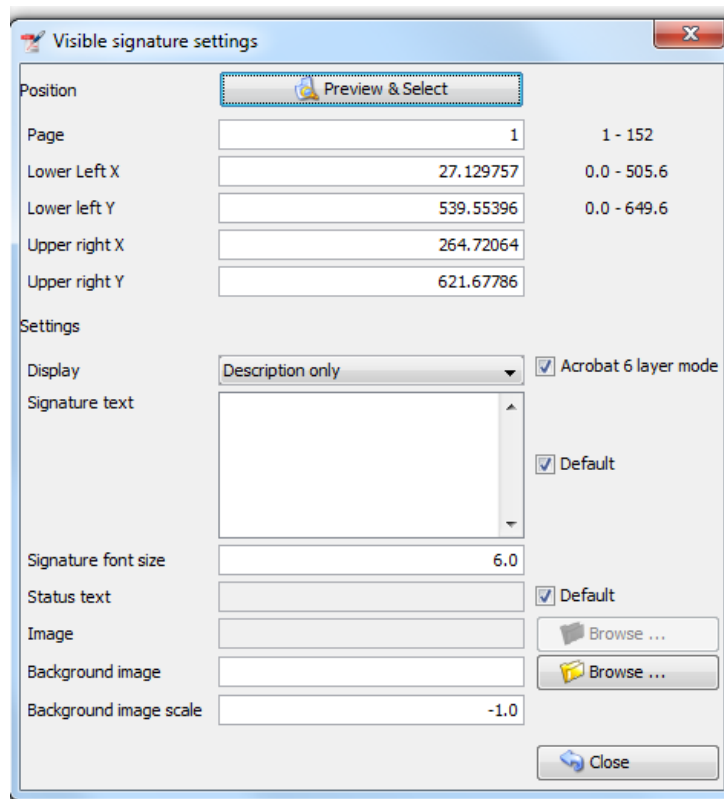 Visible signature settings
Position Preview & Select
Page 1 1 - 152
Lower Left X 27.129757 0.0 - 505.6
Lower left Y 539.55396 0.0 - 649.6
Upper right X 264.72064
Upper right Y 621.67786
Settings
Display Description only Acrobat 6 layer mode
Signature text
Default
Signature font size 6.0
Status text Default
Image Browse ...
Background image Browse ...
Background image scale -1.0
Close